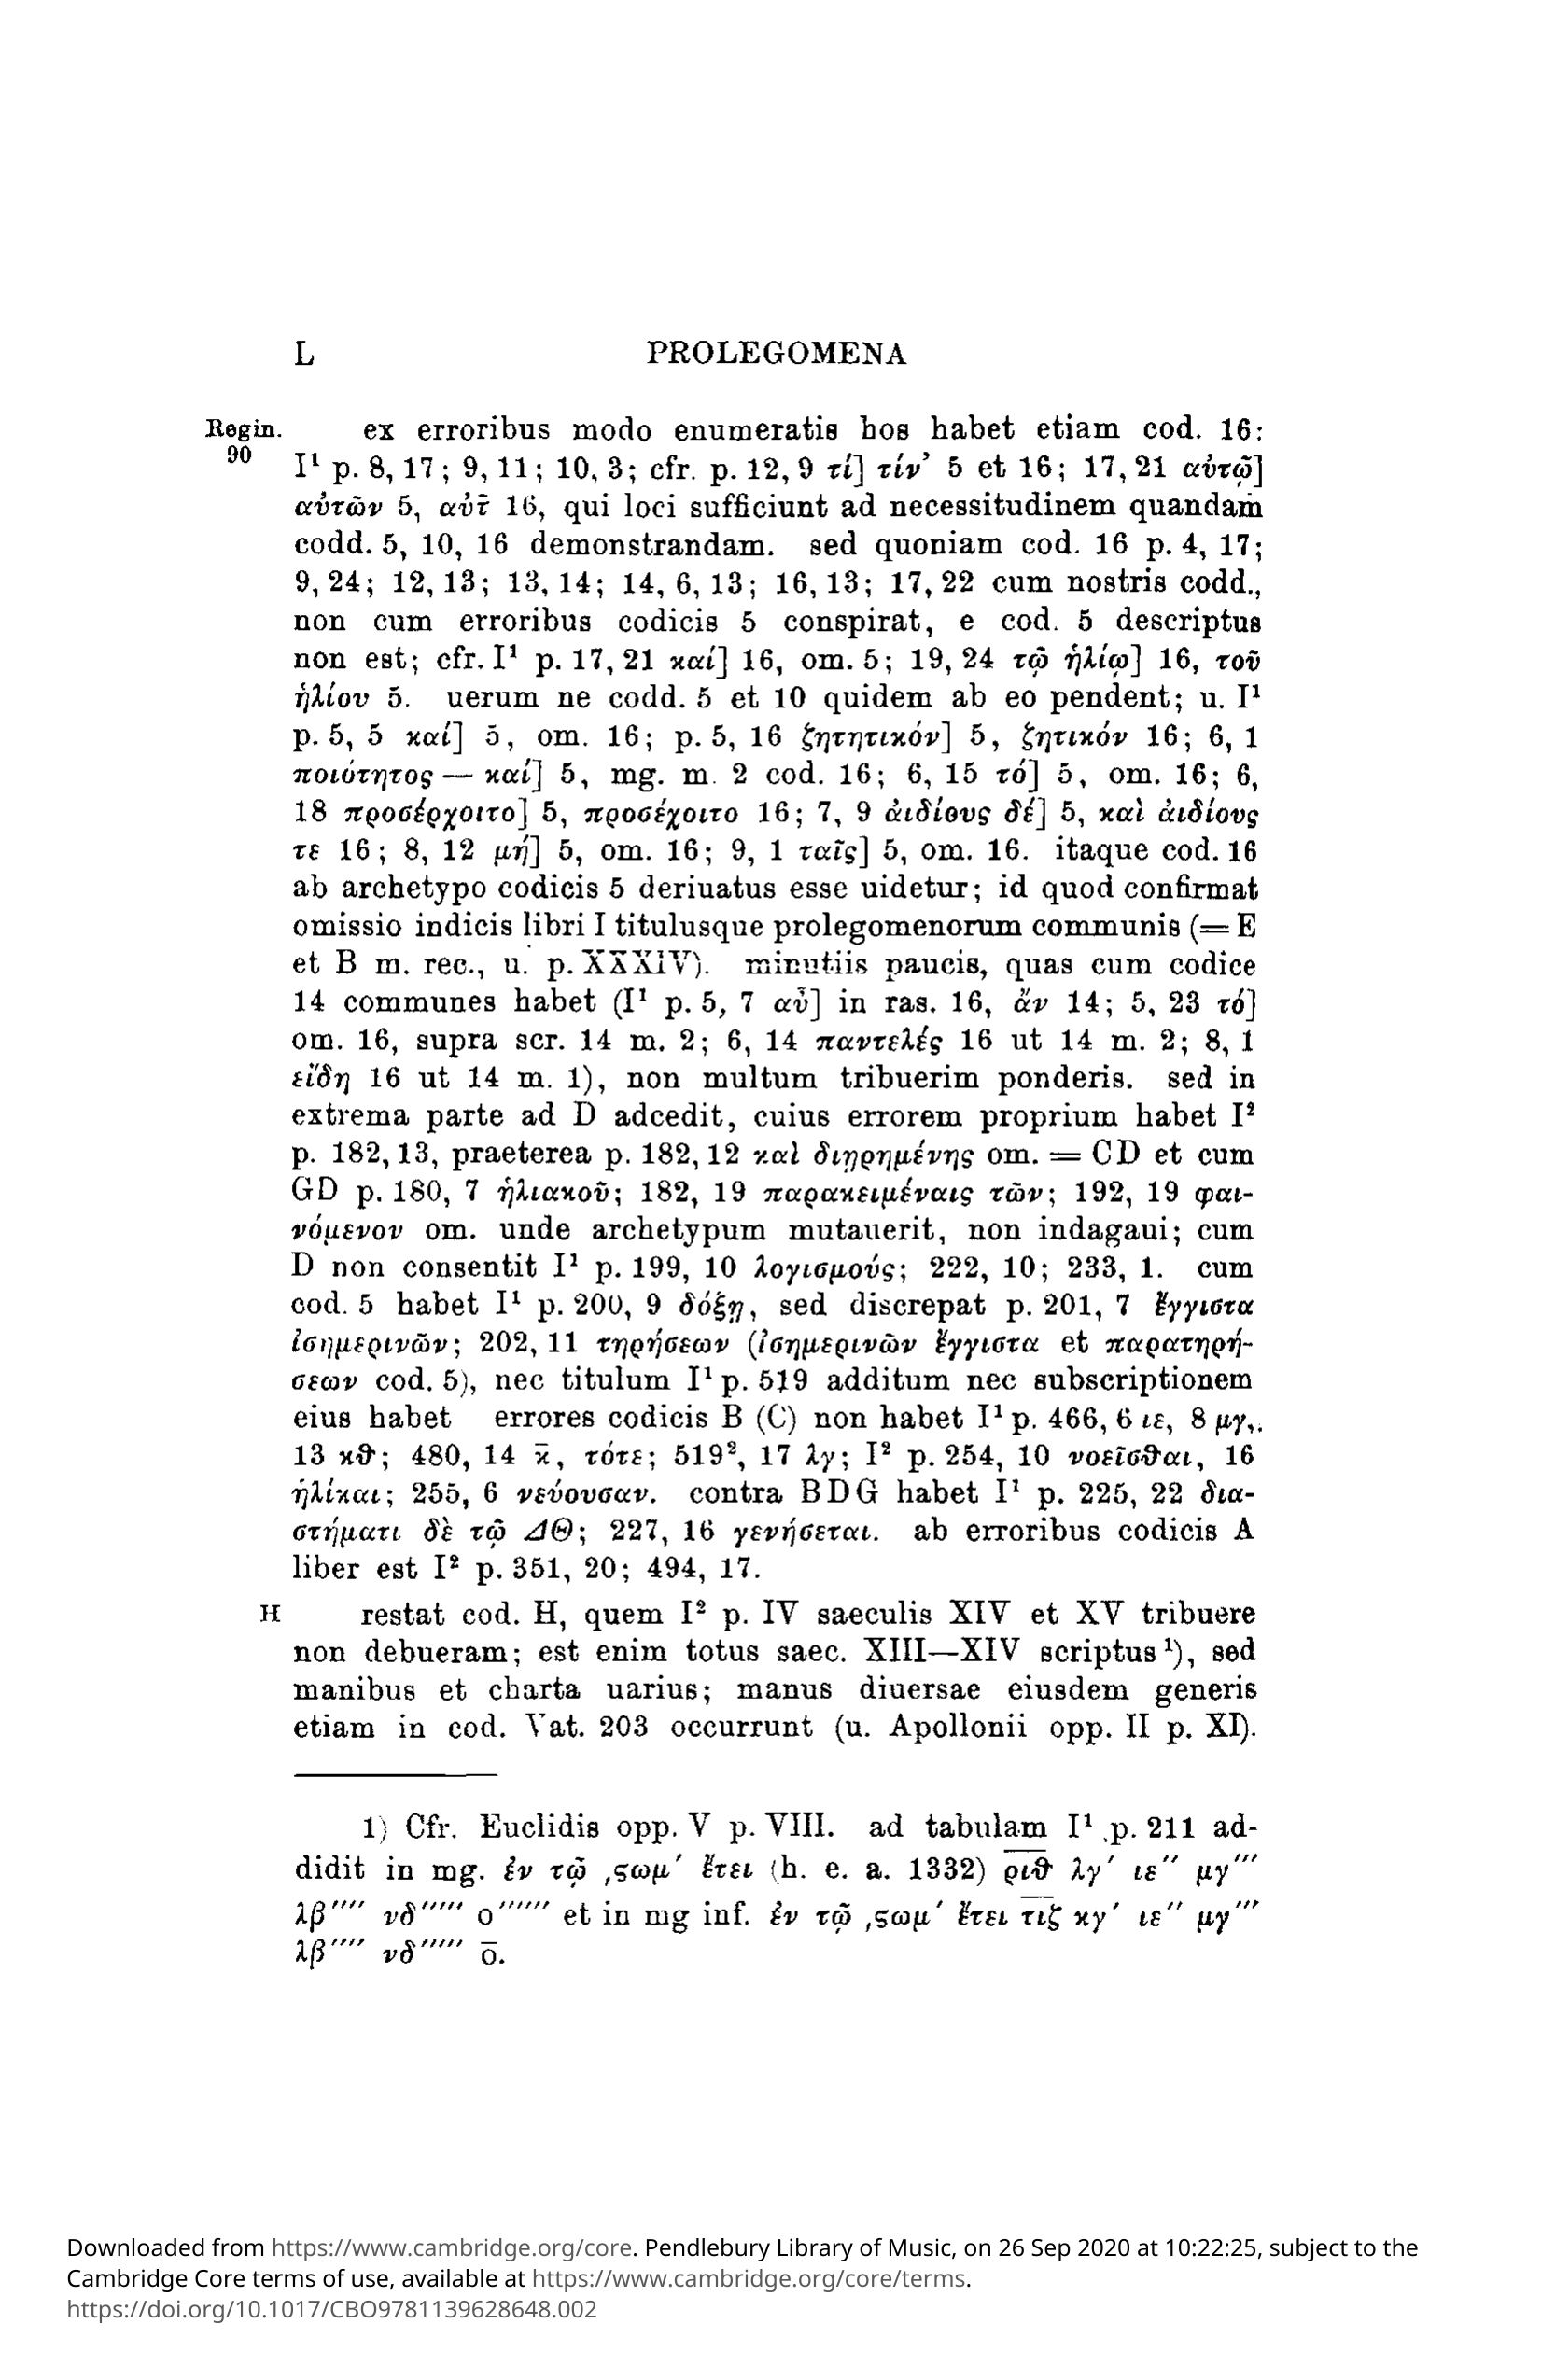 L PROLEGOMENA
Regin. ex erroribus modo enumeratis hos habet etiam cod. 16:
90 I¹ p. 8, 17; 9, 11; 10, 3; cfr. p. 12, 9 τί] τίν’ 5 et 16; 17, 21 αὐτῷ]
αὐτῶν 5, αὐτ̄ 16, qui loci sufficiunt ad necessitudinem quandam
codd. 5, 10, 16 demonstrandam. sed quoniam cod. 16 p. 4, 17;
9, 24; 12, 13; 13, 14; 14, 6, 13; 16, 13; 17, 22 cum nostris codd.,
non cum erroribus codicis 5 conspirat, e cod. 5 descriptus
non est; cfr. I¹ p. 17, 21 καί] 16, om. 5; 19, 24 τῷ ἡλίῳ] 16, τοῦ
ἡλίου 5. uerum ne codd. 5 et 10 quidem ab eo pendent; u. I¹
p. 5, 5 καί] 5, om. 16; p. 5, 16 ζητητικόν] 5, ζητικόν 16; 6, 1
ποιότητος — καί] 5, mg. m. 2 cod. 16; 6, 15 τό] 5, om. 16; 6,
18 προσέρχοιτο] 5, προσέχοιτο 16; 7, 9 ἀιδίους δέ] 5, καὶ ἀιδίους
τε 16; 8, 12 μή] 5, om. 16; 9, 1 ταῖς] 5, om. 16. itaque cod. 16
ab archetypo codicis 5 deriuatus esse uidetur; id quod confirmat
omissio indicis libri I titulusque prolegomenorum communis (= E
et B m. rec., u. p. XXXIV). minutiis paucis, quas cum codice
14 communes habet (I¹ p. 5, 7 αὖ] in ras. 16, ἄν 14; 5, 23 τό]
om. 16, supra scr. 14 m. 2; 6, 14 παντελές 16 ut 14 m. 2; 8, 1
εἴδη 16 ut 14 m. 1), non multum tribuerim ponderis. sed in
extrema parte ad D adcedit, cuius errorem proprium habet I²
p. 182, 13, praeterea p. 182, 12 καὶ διῃρημένης om. = CD et cum
GD p. 180, 7 ἡλιακοῦ; 182, 19 παρακειμέναις τῶν; 192, 19 φαι-
νόμενον om. unde archetypum mutauerit, non indagaui; cum
D non consentit I¹ p. 199, 10 λογισμούς; 222, 10; 233, 1. cum
cod. 5 habet I¹ p. 200, 9 δόξῃ, sed discrepat p. 201, 7 ἔγγιστα
ἰσημερινῶν; 202, 11 τηρήσεων (ἰσημερινῶν ἔγγιστα et παρατηρή-
σεων cod. 5), nec titulum I¹ p. 519 additum nec subscriptionem
eius habet errores codicis B (C) non habet I¹ p. 466, 6 ιε, 8 μγ,
13 κϑ; 480, 14 κ̄, τότε; 519², 17 λγ; I² p. 254, 10 νοεῖσϑαι, 16
ἡλίκαι; 255, 6 νεύουσαν. contra BDG habet I¹ p. 225, 22 δια-
στήματι δὲ τῷ ΔΘ; 227, 16 γενήσεται. ab erroribus codicis A
liber est I² p. 351, 20; 494, 17.
H restat cod. H, quem I² p. IV saeculis XIV et XV tribuere
non debueram; est enim totus saec. XIII—XIV scriptus¹), sed
manibus et charta uarius; manus diuersae eiusdem generis
etiam in cod. Vat. 203 occurrunt (u. Apollonii opp. II p. XI).
1) Cfr. Euclidis opp. V p. VIII. ad tabulam I¹ p. 211 ad-
didit in mg. ἐν τῷ ͵ςωμ′ ἔτει (h. e. a. 1332) ρ̅ι̅ϑ̅ λγ′ ιε′′ μγ′′′
λβ′′′′ νδ′′′′′ ο′′′′′′ et in mg inf. ἐν τῷ ͵ςωμ′ ἔτει τ̅ι̅ζ̅ κγ′ ιε′′ μγ′′′
λβ′′′′ νδ′′′′′ ο̄.
Downloaded from https://www.cambridge.org/core. Pendlebury Library of Music, on 26 Sep 2020 at 10:22:25, subject to the
Cambridge Core terms of use, available at https://www.cambridge.org/core/terms.
https://doi.org/10.1017/CBO9781139628648.002